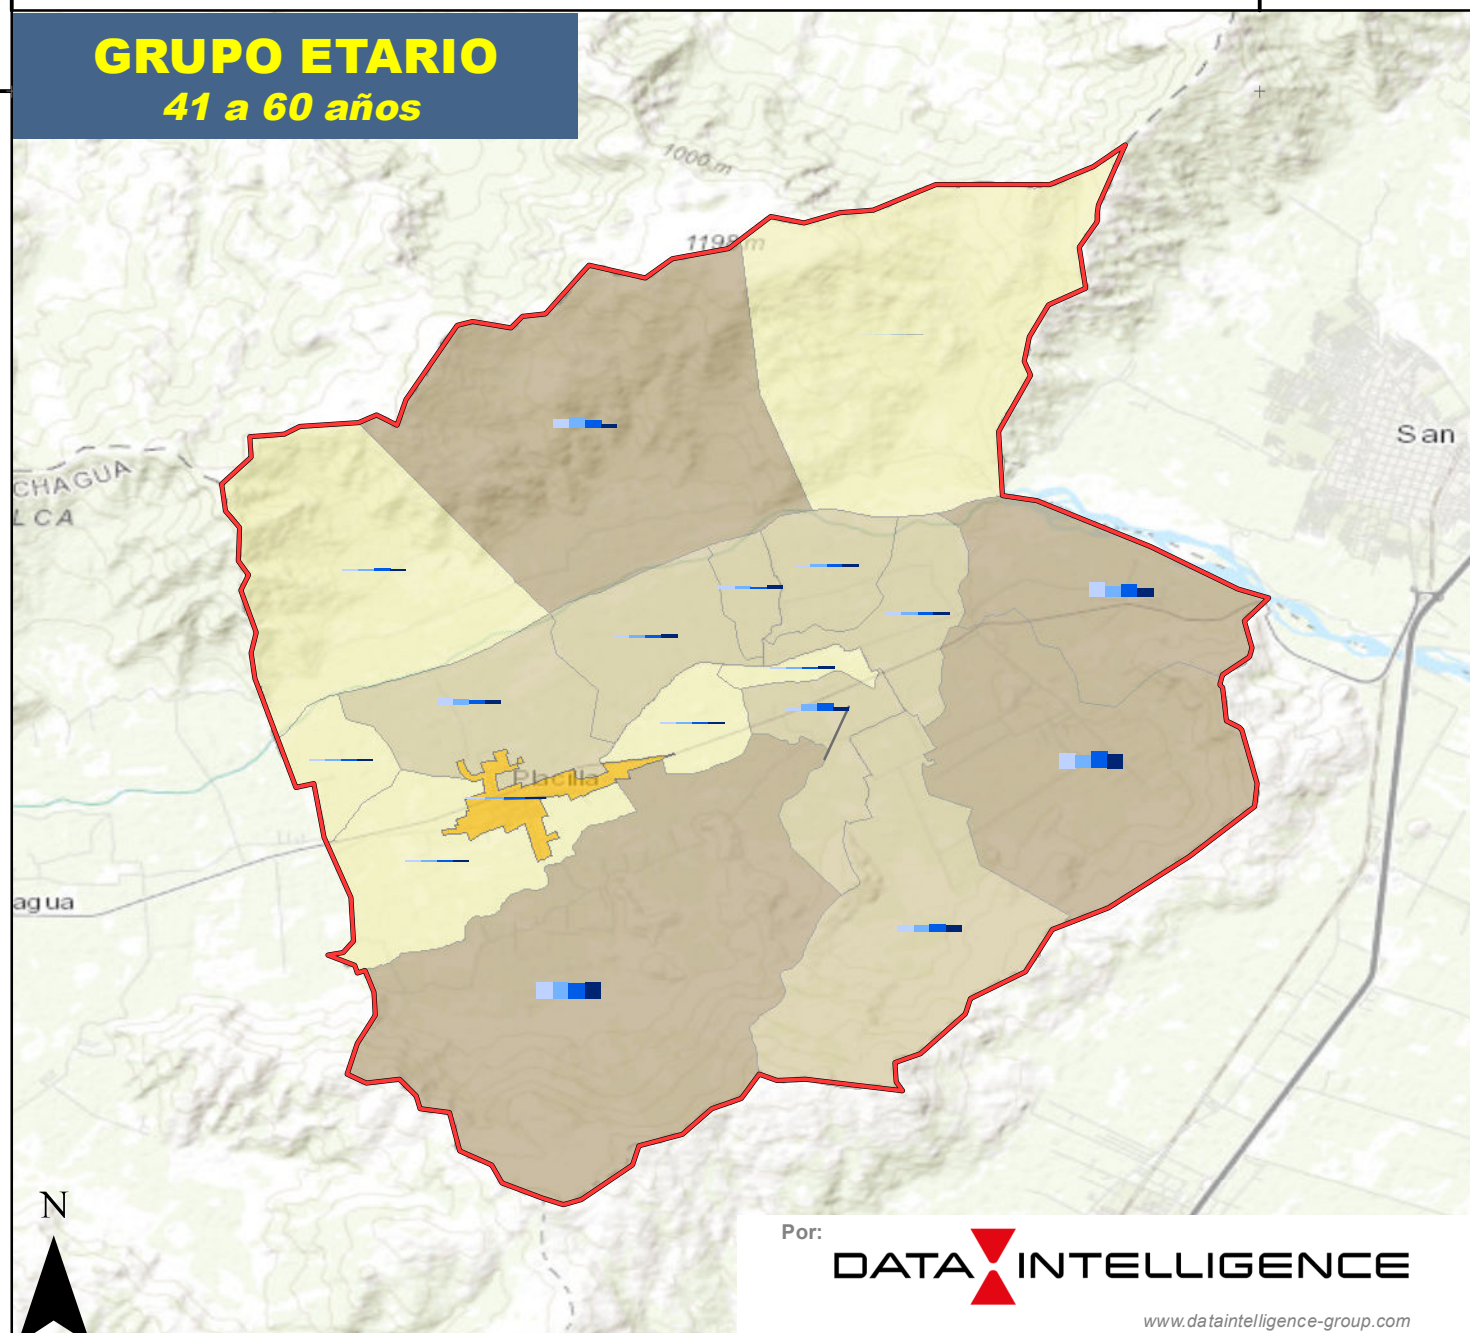 GRUPO ETARIO
41 a 60 años
1000 m
1198 m
San
CHAGUA
LCA
Placilla
agua
N
Por:
DATA INTELLIGENCE
www.dataintelligence-group.com